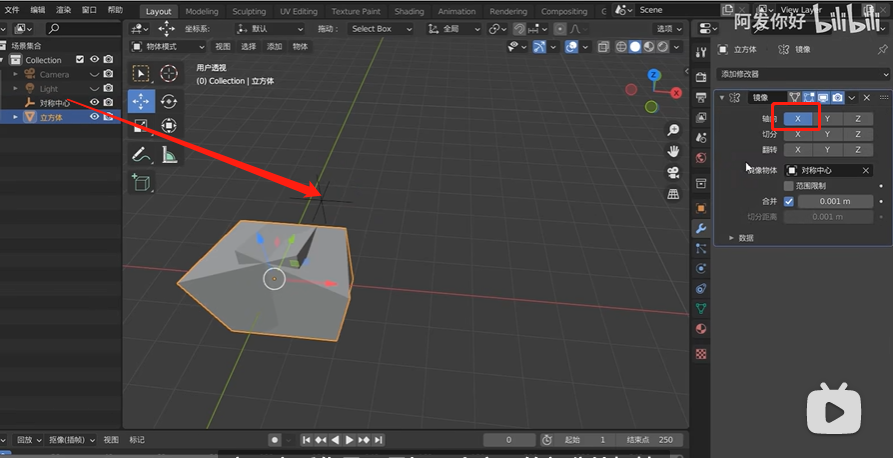 文件 编辑 渲染 窗口 帮助 Layout Modeling Sculpting UV Editing Texture Paint Shading Animation Rendering Compositing Scene View Layer
阿发你好 bilibili
坐标系: 默认 拖动: Select Box 全局 选项
物体模式 视图 选择 添加 物体
场景集合
Collection
Camera
Light
对称中心
立方体
用户透视
(0) Collection | 立方体
Z
X
立方体 镜像
添加修改器
镜像
轴向 X Y Z
切分 X Y Z
翻转 X Y Z
镜像物体 对称中心
范围限制
合并 0.001 m
切分距离 0.001 m
数据
回放 抠像(插帧) 视图 标记 0 起始 1 结束点 250